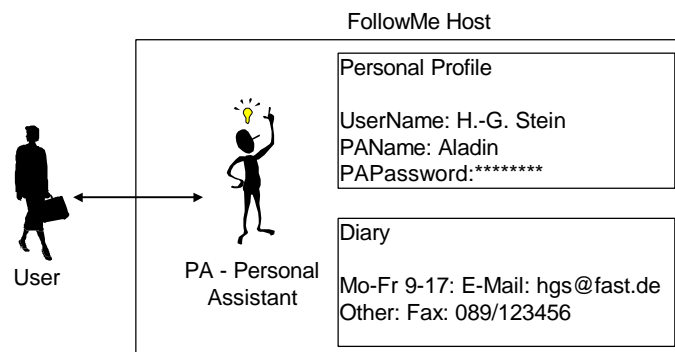 FollowMe Host
Personal Profile
UserName: H.-G. Stein
PAName: Aladin
PAPassword:********
Diary
Mo-Fr 9-17: E-Mail: hgs@fast.de
Other: Fax: 089/123456
User
PA - Personal
Assistant